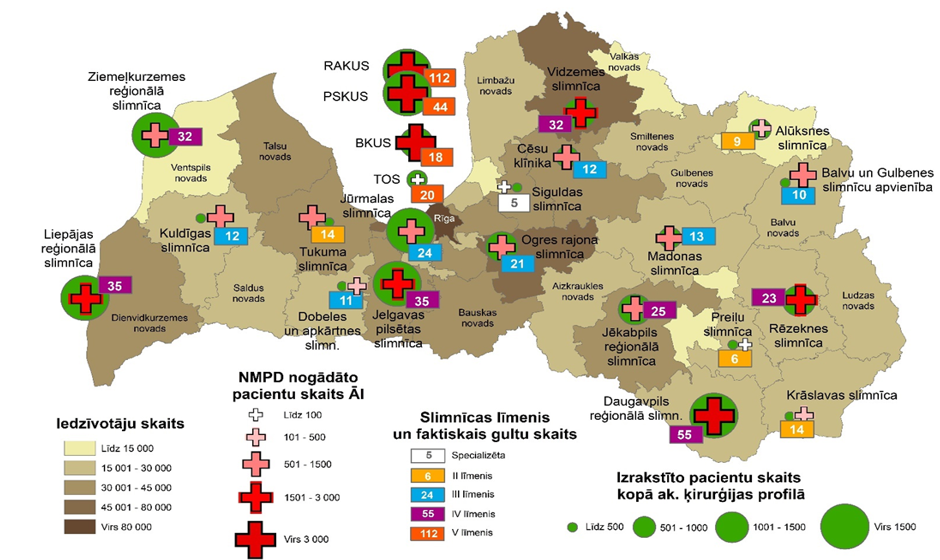 Ziemeļkurzemes
reģionālā
slimnīca
32
Ventspils
novads
Talsu
novads
RAKUS
112
PSKUS
44
BKUS
18
TOS
20
Jūrmalas
slimnīca
24
Rīga
Limbažu
novads
Valkas
novads
Vidzemes
slimnīca
32
Cēsu
klīnika
12
Siguldas
slimnīca
5
Smiltenes
novads
Gulbenes
novads
9
Alūksnes
slimnīca
Balvu un Gulbenes
slimnīcu apvienība
10
Balvu
novads
Liepājas
reģionālā
slimnīca
35
Kuldīgas
slimnīca
12
Tukuma
slimnīca
14
Saldus
novads
Dienvidkurzemes
novads
11
Dobeles
un apkārtnes
slimn.
35
Jelgavas
pilsētas
slimnīca
Bauskas
novads
Ogres rajona
slimnīca
21
Aizkraukles
novads
13
Madonas
slimnīca
25
Jēkabpils
reģionālā
slimnīca
Preiļu
slimnīca
6
23
Rēzeknes
slimnīca
Ludzas
novads
Daugavpils
reģionālā slimn.
55
Krāslavas slimnīca
14
Iedzīvotāju skaits
Līdz 15 000
15 001 - 30 000
30 001 - 45 000
45 001 - 80 000
Virs 80 000
NMPD nogādāto
pacientu skaits ĀI
Līdz 100
101 - 500
501 - 1500
1501 - 3 000
Virs 3 000
Slimnīcas līmenis
un faktiskais gultu skaits
5 Specializēta
6 II līmenis
24 III līmenis
55 IV līmenis
112 V līmenis
Izrakstīto pacientu skaits
kopā ak. ķirurģijas profilā
Līdz 500
501 - 1000
1001 - 1500
Virs 1500